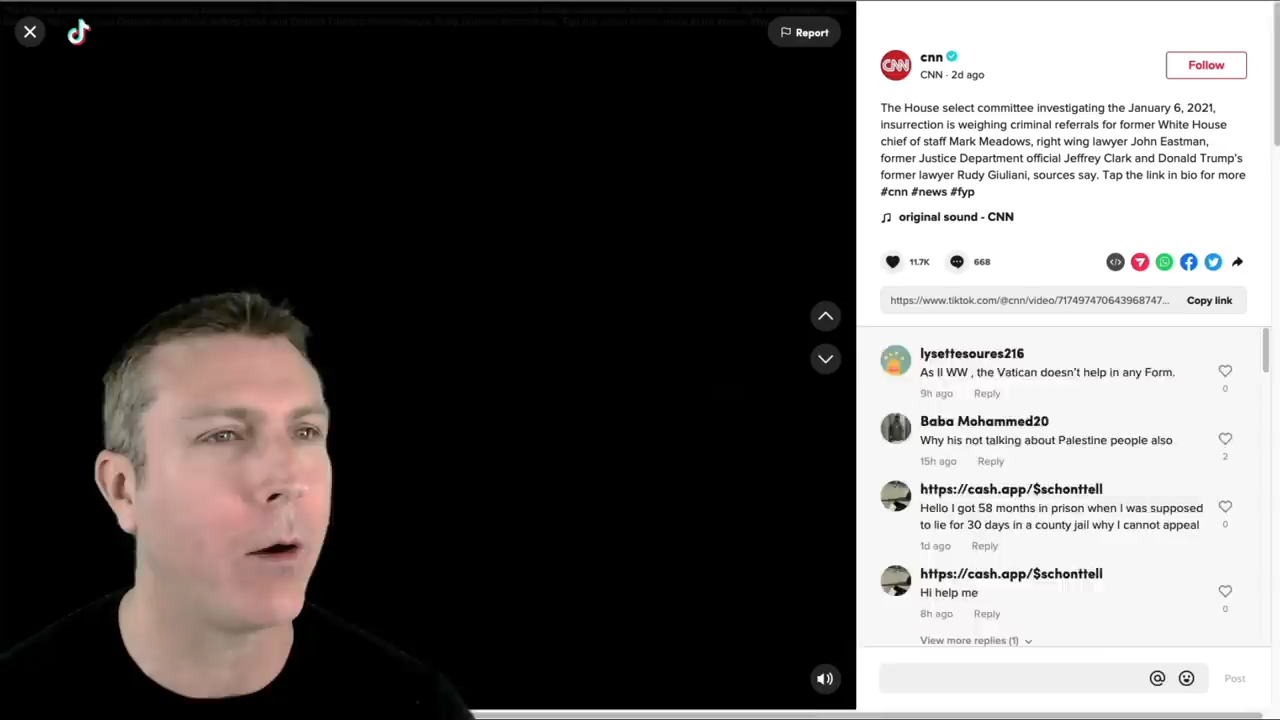 Report
cnn
CNN · 2d ago
Follow
The House select committee investigating the January 6, 2021,
insurrection is weighing criminal referrals for former White House
chief of staff Mark Meadows, right wing lawyer John Eastman,
former Justice Department official Jeffrey Clark and Donald Trump's
former lawyer Rudy Giuliani, sources say. Tap the link in bio for more
#cnn #news #fyp
original sound - CNN
11.7K
668
https://www.tiktok.com/@cnn/video/717497470643968747...
Copy link
lysettesoures216
As II WW , the Vatican doesn't help in any Form.
0
9h ago Reply
Baba Mohammed20
Why his not talking about Palestine people also
2
15h ago Reply
https://cash.app/$schonttell
Hello I got 58 months in prison when I was supposed
to lie for 30 days in a county jail why I cannot appeal
0
1d ago Reply
https://cash.app/$schonttell
Hi help me
0
8h ago Reply
View more replies (1)
Post